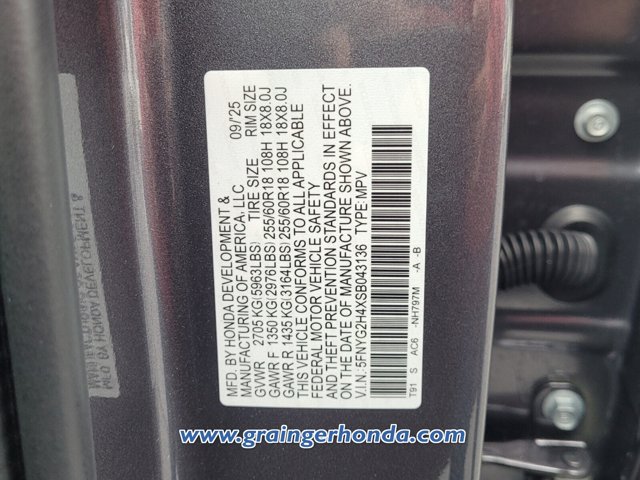 MFD. BY HONDA DEVELOPMENT &
MANUFACTURING OF AMERICA, LLC 09/25
GVWR 2705 KG(5963LBS) TIRE SIZE RIM SIZE
GAWR F 1350 KG(2976LBS) 255/60R18 108H 18X8.0J
GAWR R 1435 KG(3164LBS) 255/60R18 108H 18X8.0J
THIS VEHICLE CONFORMS TO ALL APPLICABLE
FEDERAL MOTOR VEHICLE SAFETY
AND THEFT PREVENTION STANDARDS IN EFFECT
ON THE DATE OF MANUFACTURE SHOWN ABOVE.
V.I.N: 5FNYG2H4XSB043136 TYPE: MPV
T91 S AC6 -NH797M -A -B
www.graingerhonda.com